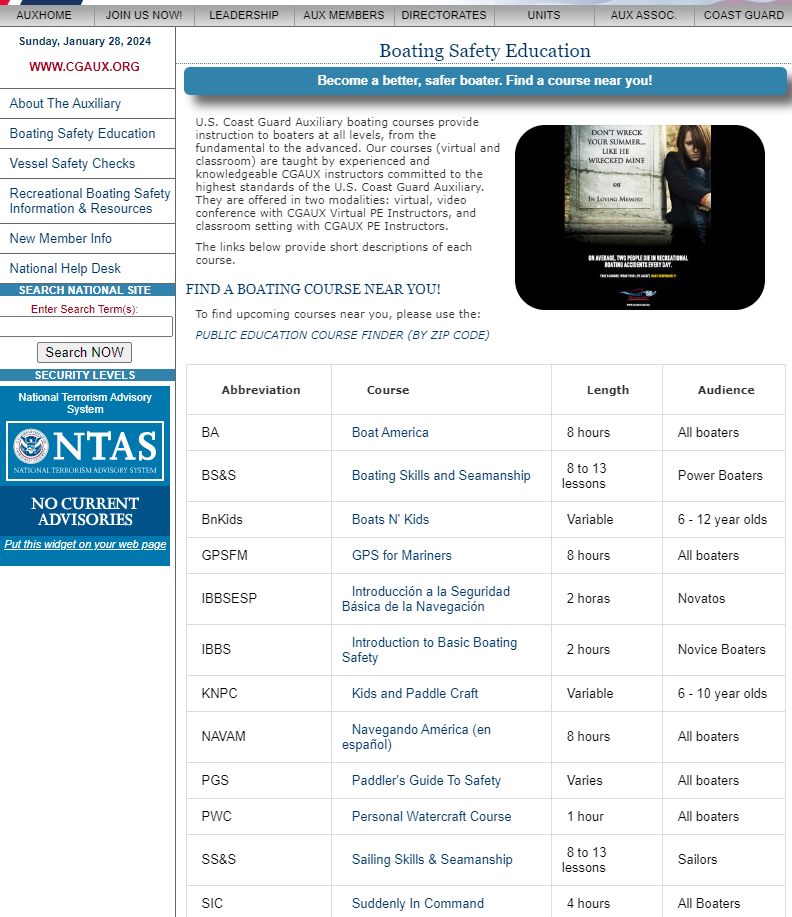 AUXHOME
JOIN US NOW!
LEADERSHIP
AUX MEMBERS
DIRECTORATES
UNITS
AUX ASSOC.
COAST GUARD
Sunday, January 28, 2024
WWW.CGAUX.ORG
About The Auxiliary
Boating Safety Education
Vessel Safety Checks
Recreational Boating Safety
Information & Resources
New Member Info
National Help Desk
SEARCH NATIONAL SITE
Enter Search Term(s):
Search NOW
SECURITY LEVELS
National Terrorism Advisory
System
NTAS
NATIONAL TERRORISM ADVISORY SYSTEM
NO CURRENT
ADVISORIES
Put this widget on your web page
Boating Safety Education
Become a better, safer boater. Find a course near you!
U.S. Coast Guard Auxiliary boating courses provide
instruction to boaters at all levels, from the
fundamental to the advanced. Our courses (virtual and
classroom) are taught by experienced and
knowledgeable CGAUX instructors committed to the
highest standards of the U.S. Coast Guard Auxiliary.
They are offered in two modalities: virtual, video
conference with CGAUX Virtual PE Instructors, and
classroom setting with CGAUX PE Instructors.
The links below provide short descriptions of each
course.
DON'T WRECK
YOUR SUMMER...
LIKE HE
WRECKED MINE
IN LOVING MEMORY
ON AVERAGE, TWO PEOPLE DIE IN RECREATIONAL
BOATING ACCIDENTS EVERY DAY.
FIND A BOATING COURSE NEAR YOU!
To find upcoming courses near you, please use the:
PUBLIC EDUCATION COURSE FINDER (BY ZIP CODE)
Abbreviation Course Length Audience
BA Boat America 8 hours All boaters
BS&S Boating Skills and Seamanship 8 to 13
lessons Power Boaters
BnKids Boats N' Kids Variable 6 - 12 year olds
GPSFM GPS for Mariners 8 hours All boaters
IBBSESP Introducción a la Seguridad
Básica de la Navegación 2 horas Novatos
IBBS Introduction to Basic Boating
Safety 2 hours Novice Boaters
KNPC Kids and Paddle Craft Variable 6 - 10 year olds
NAVAM Navegando América (en
español) 8 hours All boaters
PGS Paddler's Guide To Safety Varies All boaters
PWC Personal Watercraft Course 1 hour All boaters
SS&S Sailing Skills & Seamanship 8 to 13
lessons Sailors
SIC Suddenly In Command 4 hours All Boaters